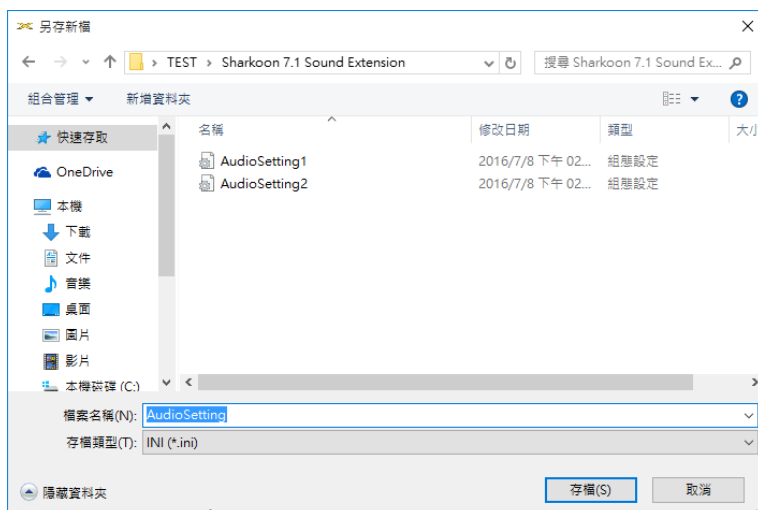 另存新檔
TEST › Sharkoon 7.1 Sound Extension
搜尋 Sharkoon 7.1 Sound Ex...
組合管理 新增資料夾
名稱 修改日期 類型 大小
AudioSetting1 2016/7/8 下午 02... 組態設定
AudioSetting2 2016/7/8 下午 02... 組態設定
快速存取
OneDrive
本機
下載
文件
音樂
桌面
圖片
影片
本機磁碟 (C:)
檔案名稱(N): AudioSetting
存檔類型(T): INI (*.ini)
隱藏資料夾
存檔(S) 取消